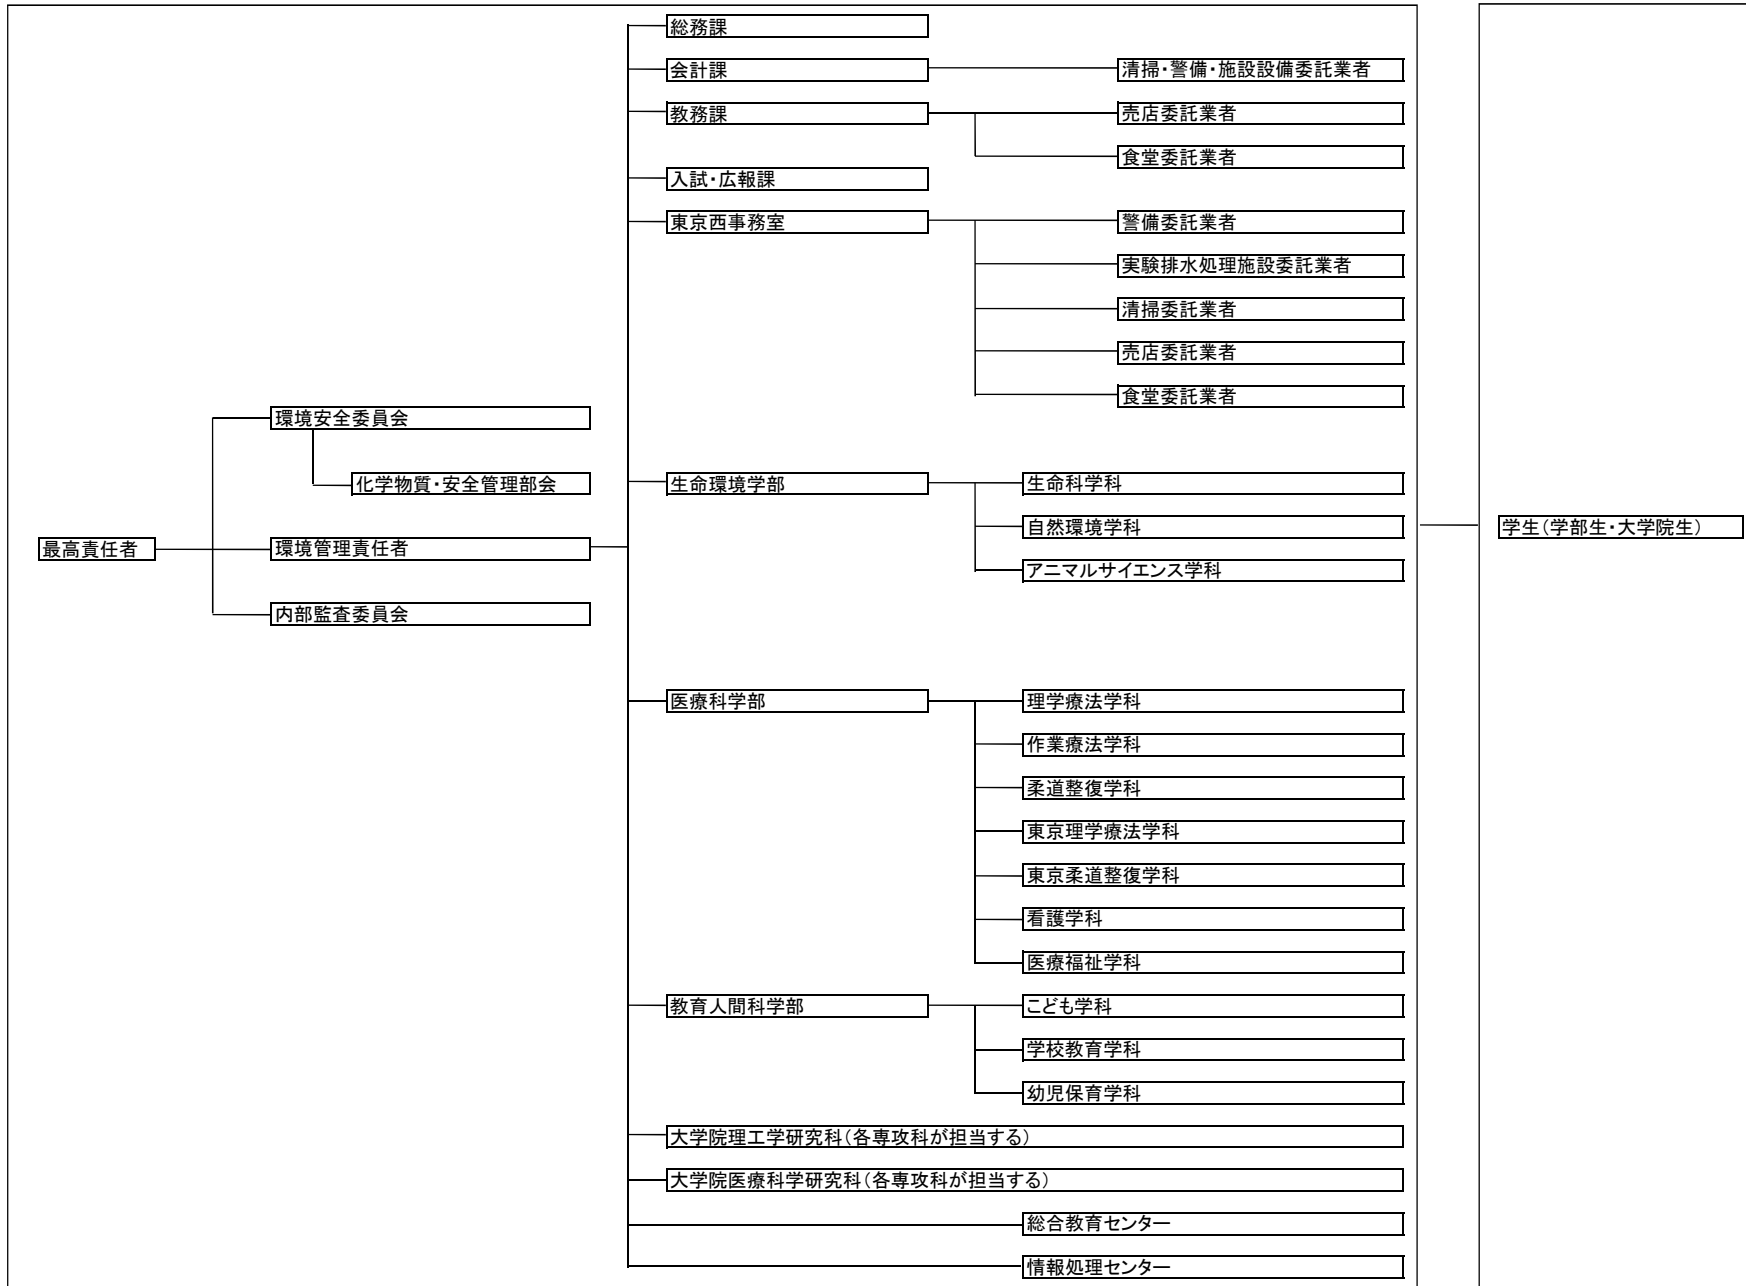 総務課
会計課
清掃・警備・施設設備委託業者
教務課
売店委託業者
食堂委託業者
入試・広報課
東京西事務室
警備委託業者
実験排水処理施設委託業者
清掃委託業者
売店委託業者
食堂委託業者
環境安全委員会
化学物質・安全管理部会
最高責任者
環境管理責任者
内部監査委員会
生命環境学部
生命科学科
自然環境学科
アニマルサイエンス学科
学生(学部生・大学院生)
医療科学部
理学療法学科
作業療法学科
柔道整復学科
東京理学療法学科
東京柔道整復学科
看護学科
医療福祉学科
教育人間科学部
こども学科
学校教育学科
幼児保育学科
大学院理工学研究科(各専攻科が担当する)
大学院医療科学研究科(各専攻科が担当する)
総合教育センター
情報処理センター